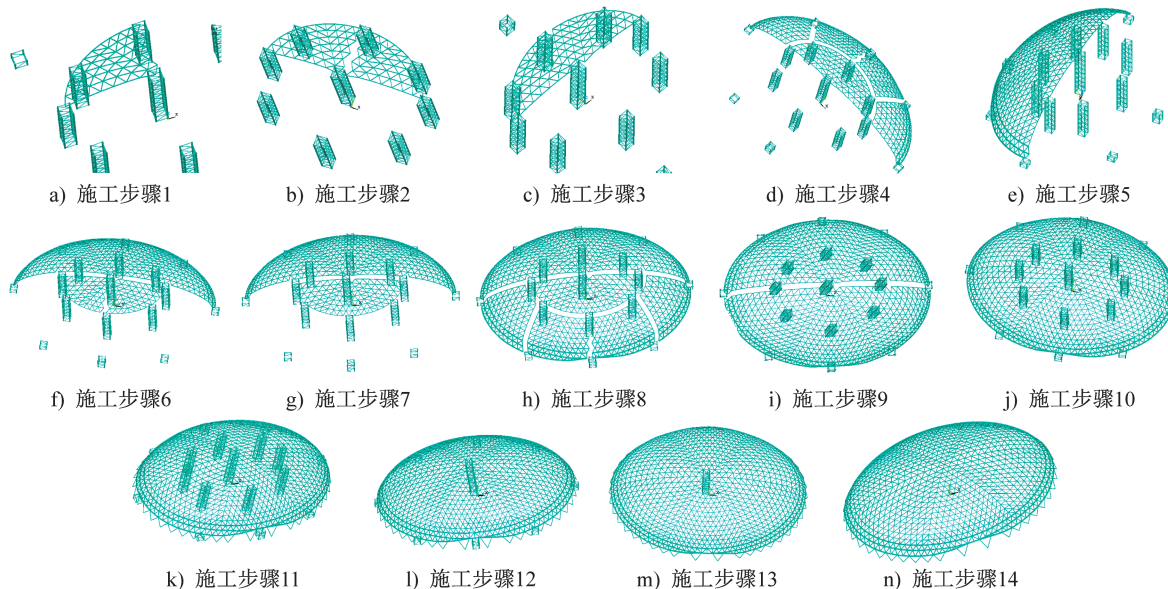 a) 施工步骤1
b) 施工步骤2
c) 施工步骤3
d) 施工步骤4
e) 施工步骤5
f) 施工步骤6
g) 施工步骤7
h) 施工步骤8
i) 施工步骤9
j) 施工步骤10
k) 施工步骤11
l) 施工步骤12
m) 施工步骤13
n) 施工步骤14